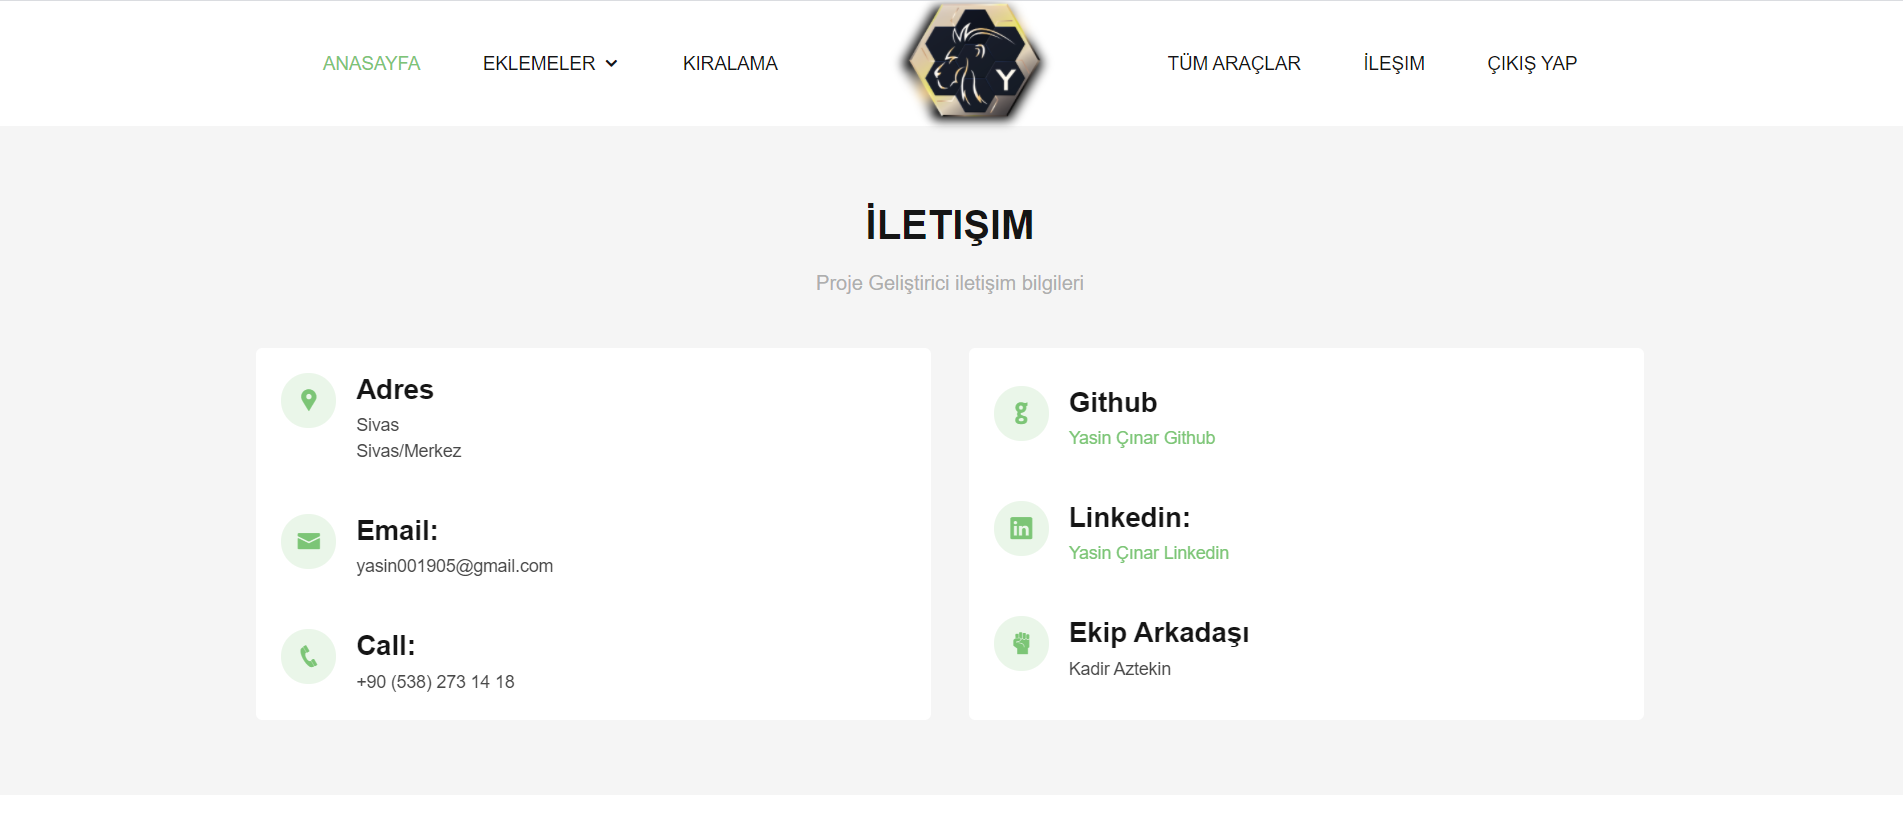 ANASAYFA
EKLEMELER
KIRALAMA
Y
TÜM ARAÇLAR
İLEŞIM
ÇIKIŞ YAP
İLETIŞIM
Proje Geliştirici iletişim bilgileri
Adres
Sivas
Sivas/Merkez
Email:
yasin001905@gmail.com
Call:
+90 (538) 273 14 18
Github
Yasin Çınar Github
Linkedin:
Yasin Çınar Linkedin
Ekip Arkadaşı
Kadir Aztekin